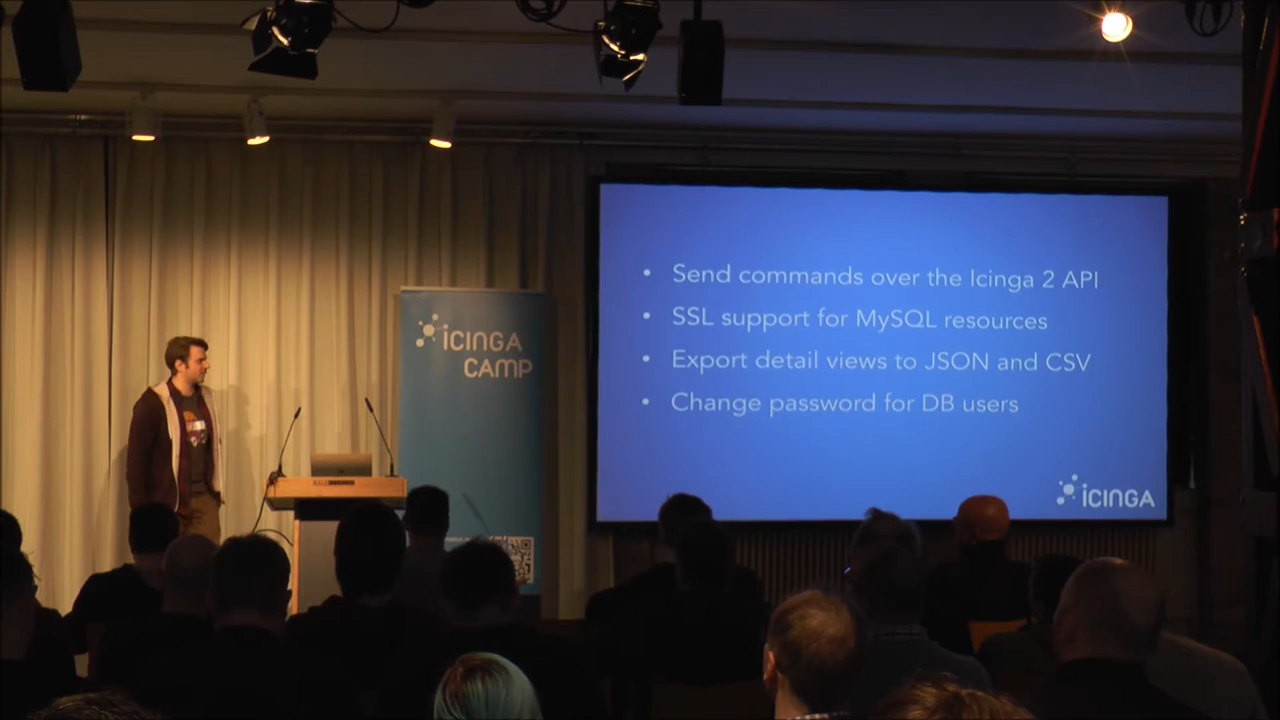 iCINGA
CAMP
• Send commands over the Icinga 2 API
• SSL support for MySQL resources
• Export detail views to JSON and CSV
• Change password for DB users
iCINGA